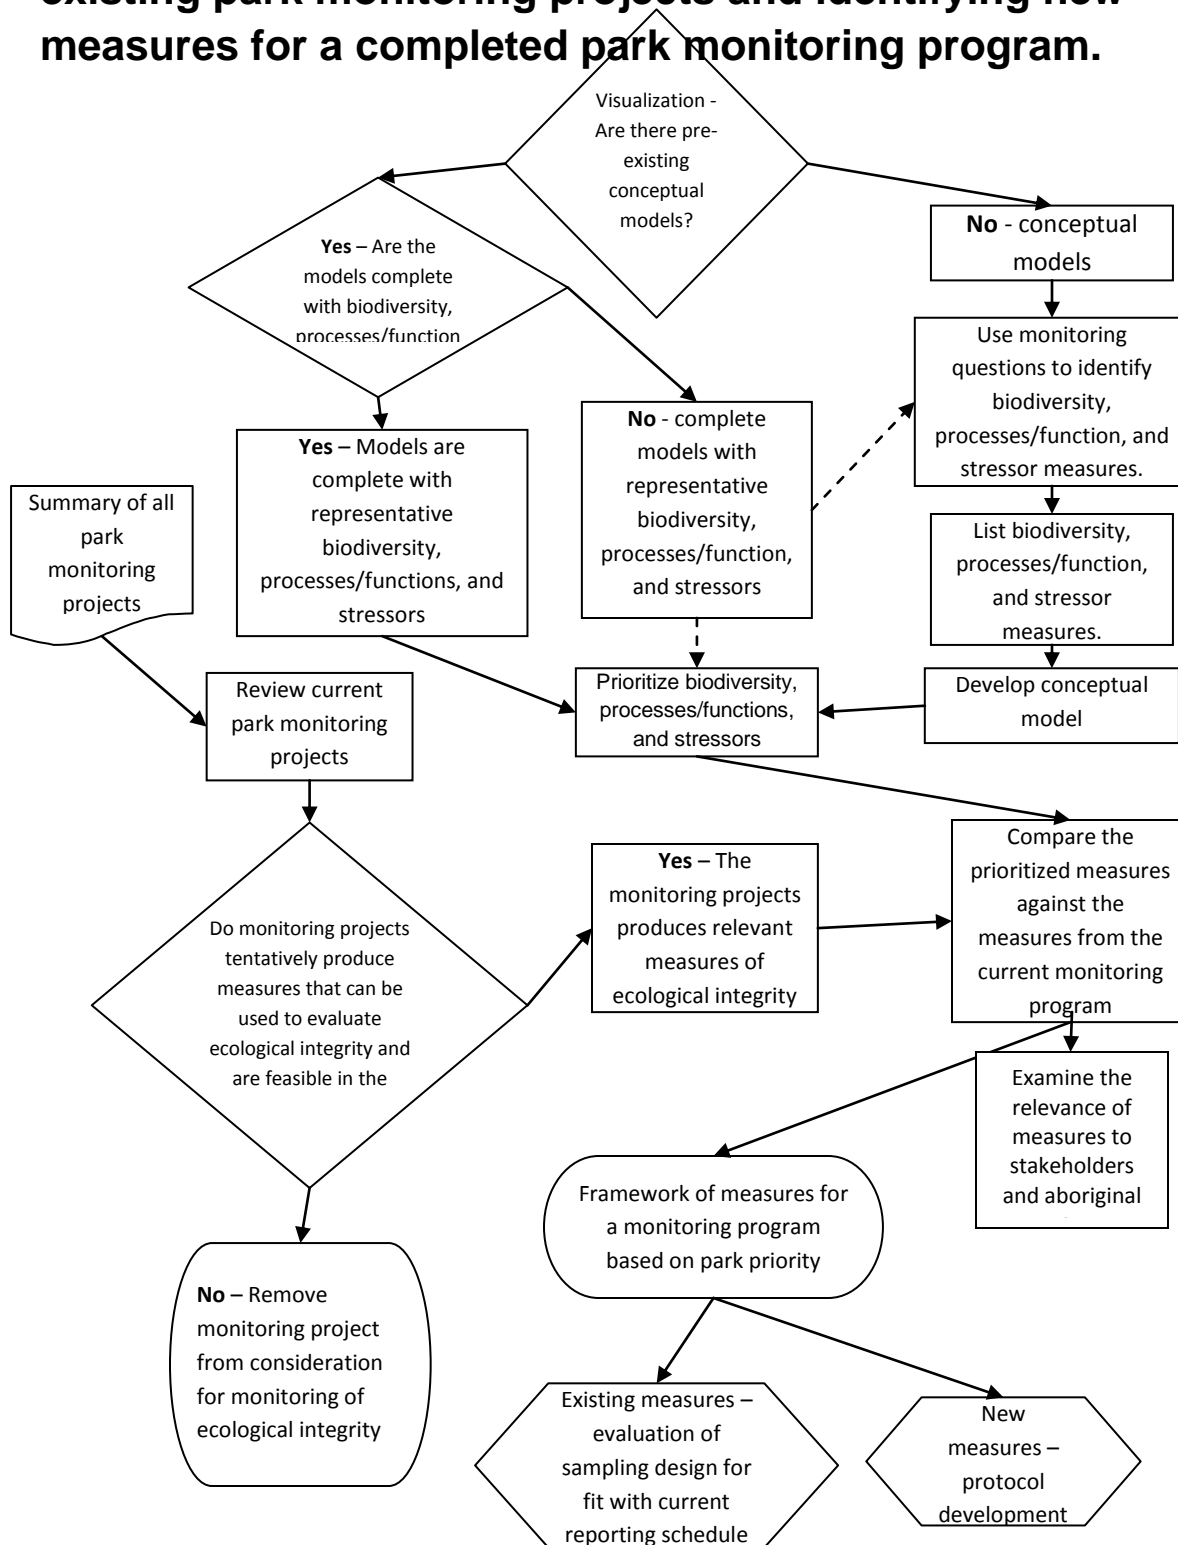 existing park monitoring projects and identifying new
measures for a completed park monitoring program.
Visualization -
Are there pre-
existing
conceptual
models?
Yes – Are the
models complete
with biodiversity,
processes/function
No - conceptual
models
Use monitoring
questions to identify
biodiversity,
processes/function, and
stressor measures.
Yes – Models are
complete with
representative
biodiversity,
processes/functions, and
stressors
No - complete
models with
representative
biodiversity,
processes/function,
and stressors
Summary of all
park
monitoring
projects
List biodiversity,
processes/function,
and stressor
measures.
Review current
park monitoring
projects
Prioritize biodiversity,
processes/functions,
and stressors
Develop conceptual
model
Do monitoring projects
tentatively produce
measures that can be
used to evaluate
ecological integrity and
are feasible in the
Yes – The
monitoring projects
produces relevant
measures of
ecological integrity
Compare the
prioritized measures
against the
measures from the
current monitoring
program
Examine the
relevance of
measures to
stakeholders
and aboriginal
Framework of measures for
a monitoring program
based on park priority
No – Remove
monitoring project
from consideration
for monitoring of
ecological integrity
Existing measures –
evaluation of
sampling design for
fit with current
reporting schedule
New
measures –
protocol
development